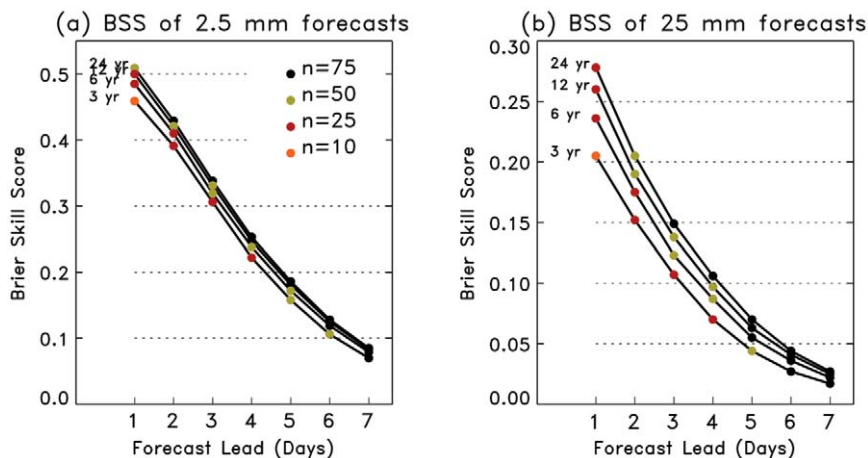 (a) BSS of 2.5 mm forecasts
Brier Skill Score
0.5
0.4
0.3
0.2
0.1
0.0
24 yr
12 yr
6 yr
3 yr
n=75
n=50
n=25
n=10
1 2 3 4 5 6 7
Forecast Lead (Days)
(b) BSS of 25 mm forecasts
Brier Skill Score
0.30
0.25
0.20
0.15
0.10
0.05
0.00
24 yr
12 yr
6 yr
3 yr
1 2 3 4 5 6 7
Forecast Lead (Days)